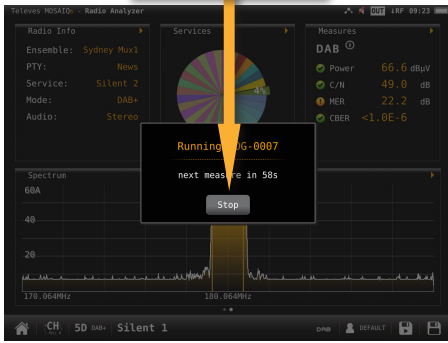 Televes MOSAIQ6 - Radio Analyzer
OUT iRF 09:23
Radio Info
Ensemble: Sydney Mux1
PTY: News
Service: Silent 2
Mode: DAB+
Audio: Stereo
Services
4%
Measures
DAB
Power 66.6 dBµV
C/N 49.0 dB
MER 22.2 dB
CBER <1.0E-6
next measure in 58s
Stop
Spectrum
60A
40
20
170.064MHz 180.064MHz
CH 5D DAB+ Silent 1
DAB DEFAULT